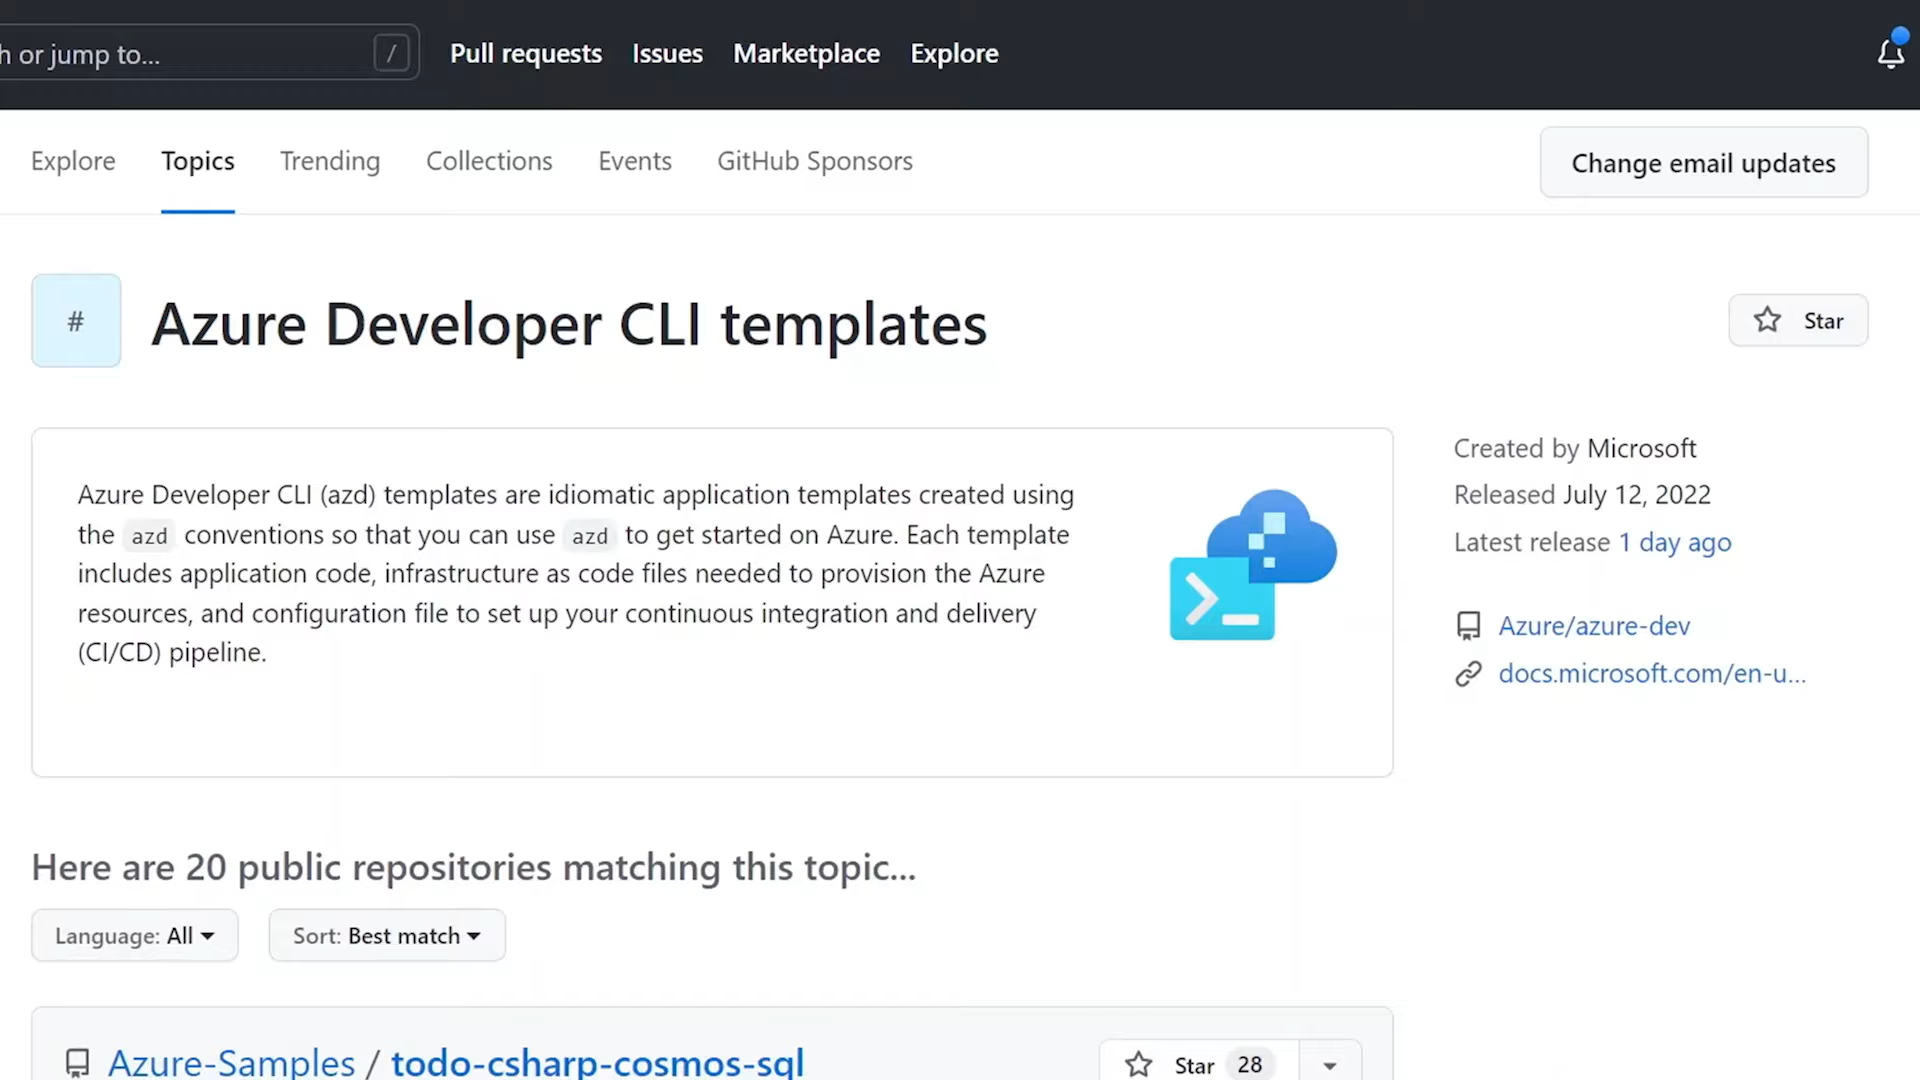 h or jump to... /
Pull requests Issues Marketplace Explore
Explore Topics Trending Collections Events GitHub Sponsors
Change email updates
# Azure Developer CLI templates
Star
Azure Developer CLI (azd) templates are idiomatic application templates created using
the azd conventions so that you can use azd to get started on Azure. Each template
includes application code, infrastructure as code files needed to provision the Azure
resources, and configuration file to set up your continuous integration and delivery
(CI/CD) pipeline.
Created by Microsoft
Released July 12, 2022
Latest release 1 day ago
Azure/azure-dev
docs.microsoft.com/en-u...
Here are 20 public repositories matching this topic...
Language: All
Sort: Best match
Azure-Samples / todo-csharp-cosmos-sql
Star 28